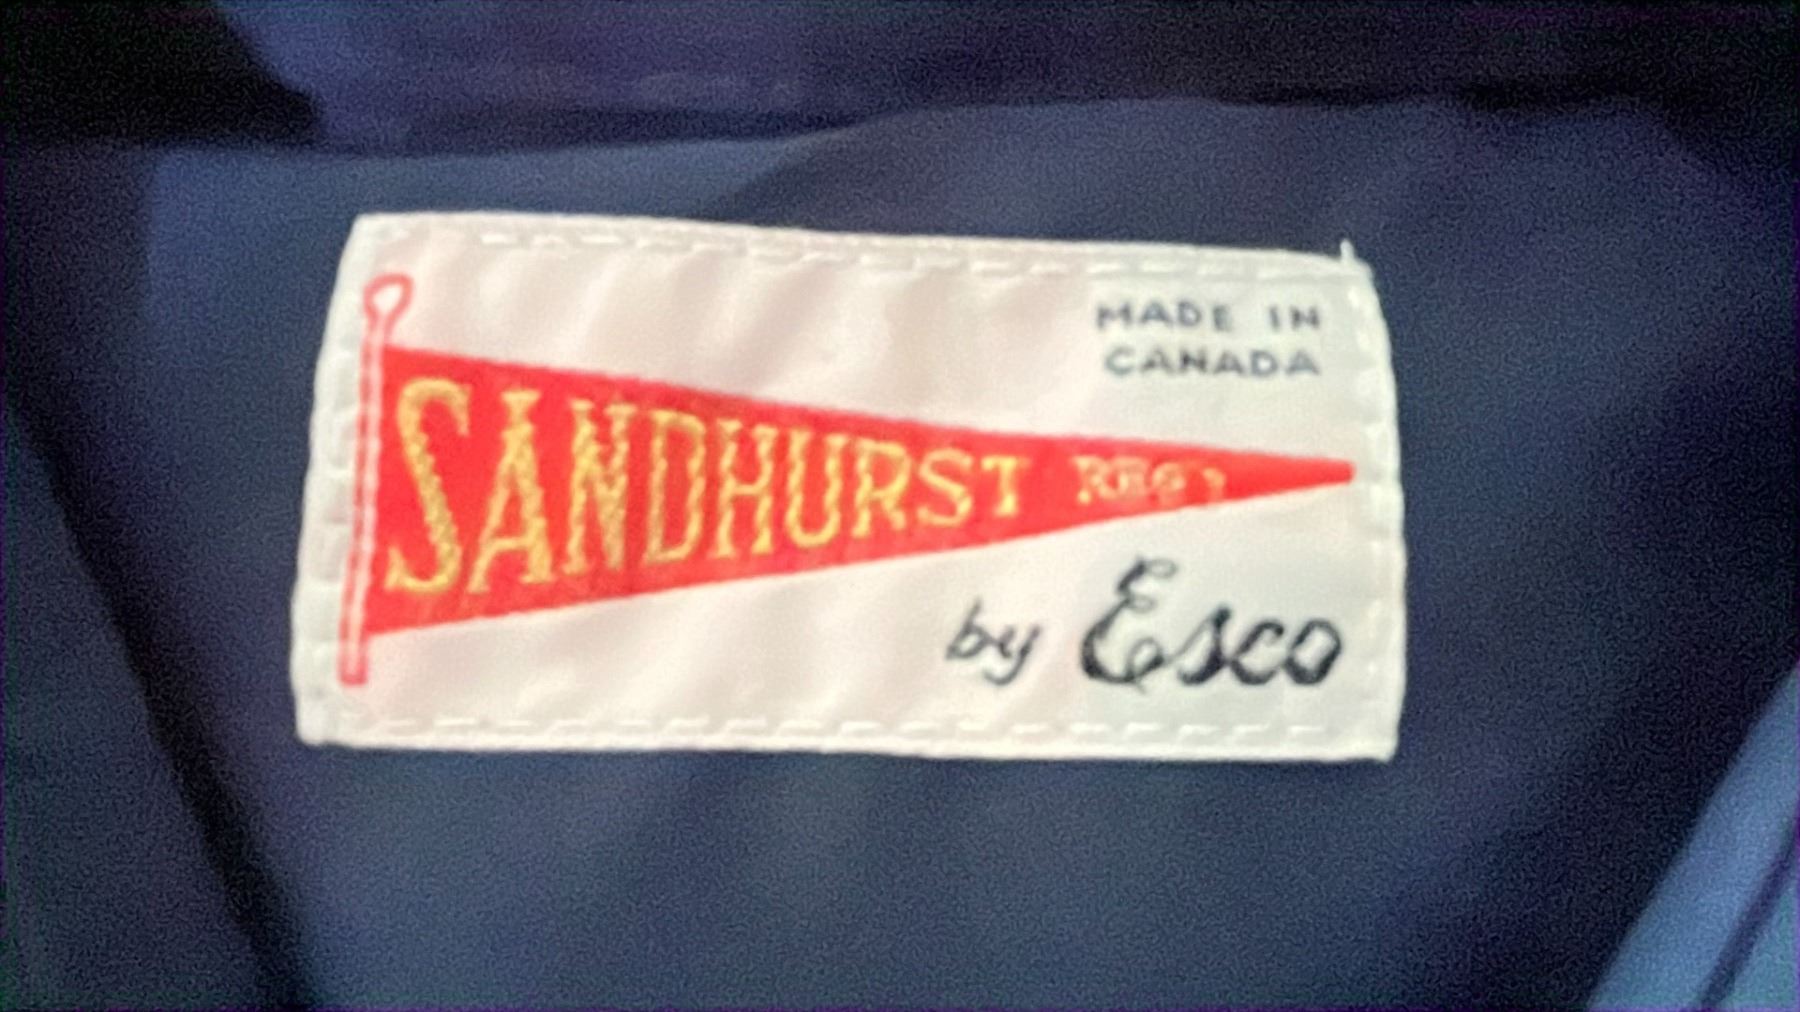 MADE IN
CANADA
SANDHURST REG'D
by Esco